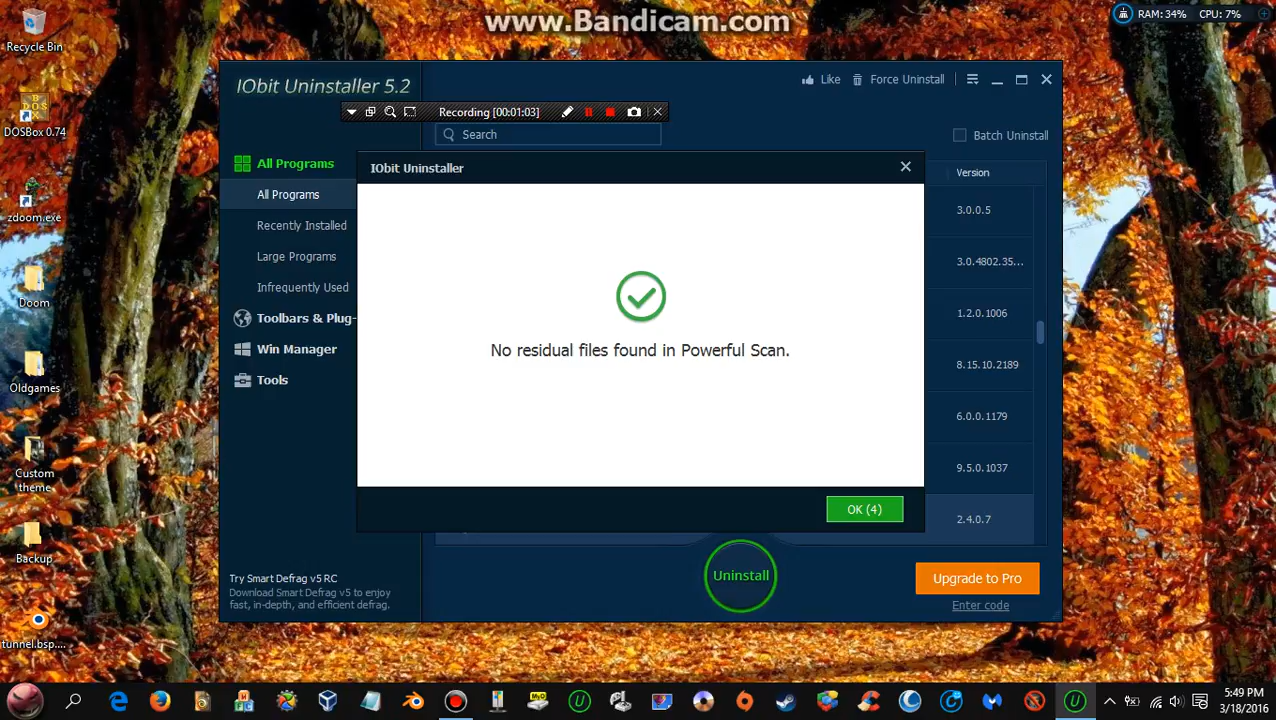 www.Bandicam.com
RAM: 34% CPU: 7%
Recycle Bin
IObit Uninstaller 5.2
Like
Force Uninstall
Recording [00:01:03]
DOSBox 0.74
Search
Batch Uninstall
All Programs
IObit Uninstaller
Version
All Programs
3.0.0.5
zdoom.exe
Recently Installed
Large Programs
3.0.4802.35...
Infrequently Used
Doom
1.2.0.1006
Toolbars & Plug-
Win Manager
No residual files found in Powerful Scan.
8.15.10.2189
Tools
Oldgames
6.0.0.1179
Custom
theme
9.5.0.1037
OK (4)
2.4.0.7
Backup
Try Smart Defrag v5 RC
Download Smart Defrag v5 to enjoy
fast, in-depth, and efficient defrag.
Uninstall
Upgrade to Pro
Enter code
tunnel.bsp....
5:49 PM
3/18/2016